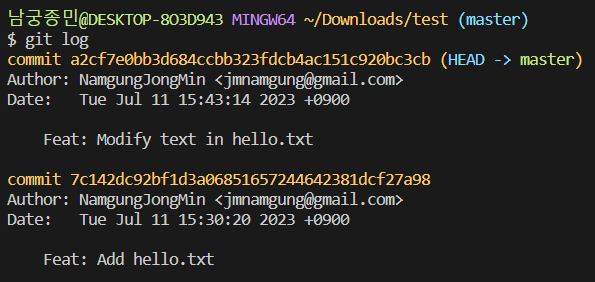 남궁종민@DESKTOP-8O3D943 MINGW64 ~/Downloads/test (master)
$ git log
commit a2cf7e0bb3d684ccbb323fdcb4ac151c920bc3cb (HEAD -> master)
Author: NamgungJongMin <jmnamgung@gmail.com>
Date:   Tue Jul 11 15:43:14 2023 +0900

    Feat: Modify text in hello.txt

commit 7c142dc92bf1d3a06851657244642381dcf27a98
Author: NamgungJongMin <jmnamgung@gmail.com>
Date:   Tue Jul 11 15:30:20 2023 +0900

    Feat: Add hello.txt